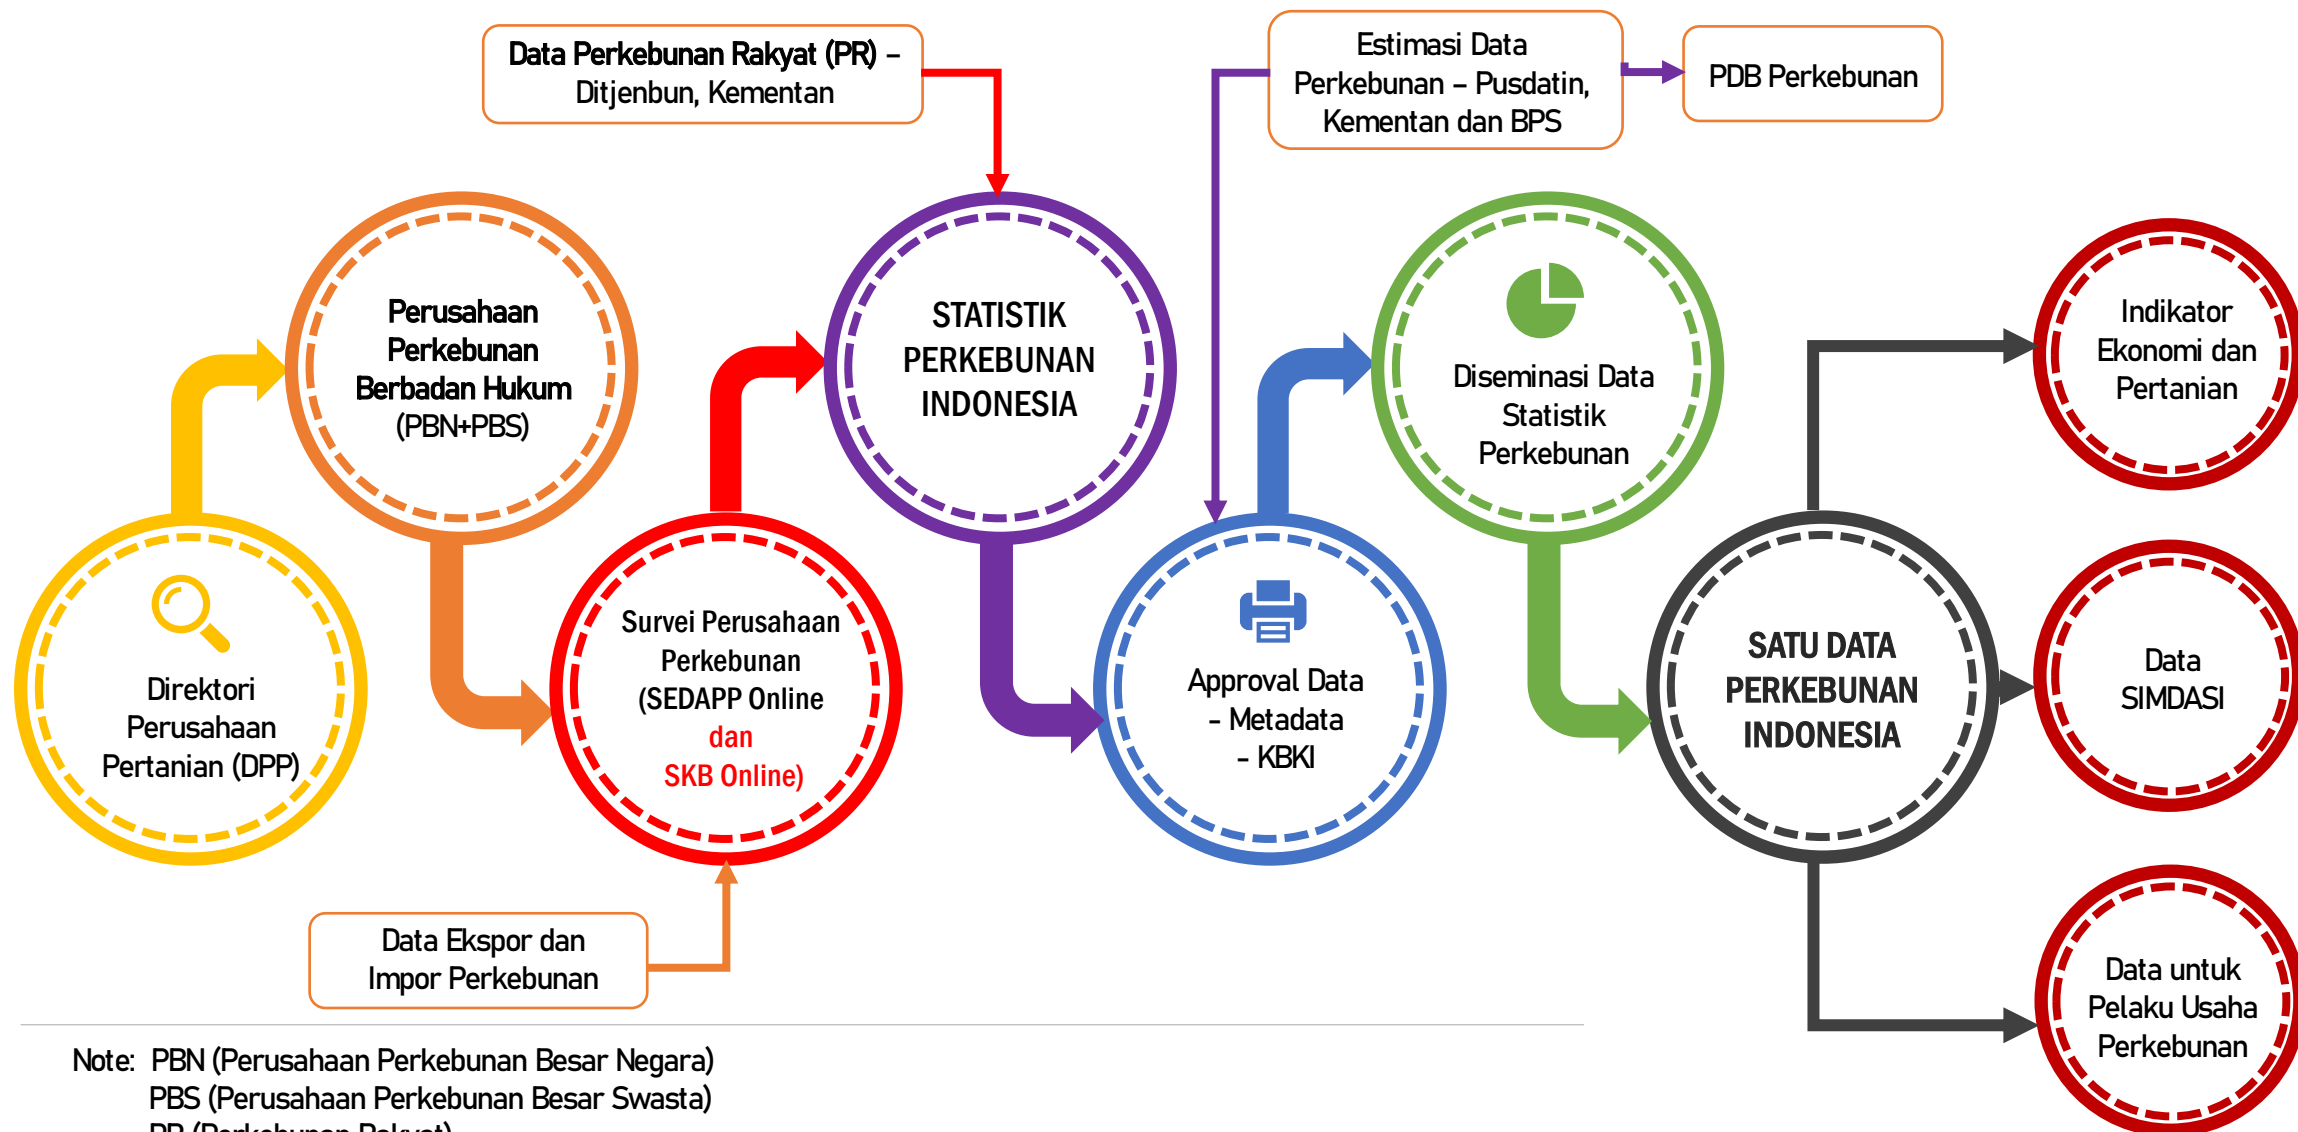 Data Perkebunan Rakyat (PR) –
Ditjenbun, Kementan
Estimasi Data
Perkebunan – Pusdatin,
Kementan dan BPS
PDB Perkebunan
Perusahaan
Perkebunan
Berbadan Hukum
(PBN+PBS)
STATISTIK
PERKEBUNAN
INDONESIA
Diseminasi Data
Statistik
Perkebunan
Indikator
Ekonomi dan
Pertanian
Direktori
Perusahaan
Pertanian (DPP)
Survei Perusahaan
Perkebunan
(SEDAPP Online
dan
SKB Online)
Approval Data
- Metadata
- KBKI
SATU DATA
PERKEBUNAN
INDONESIA
Data
SIMDASI
Data Ekspor dan
Impor Perkebunan
Data untuk
Pelaku Usaha
Perkebunan
Note: PBN (Perusahaan Perkebunan Besar Negara)
PBS (Perusahaan Perkebunan Besar Swasta)
PR (Perkebunan Rakyat)